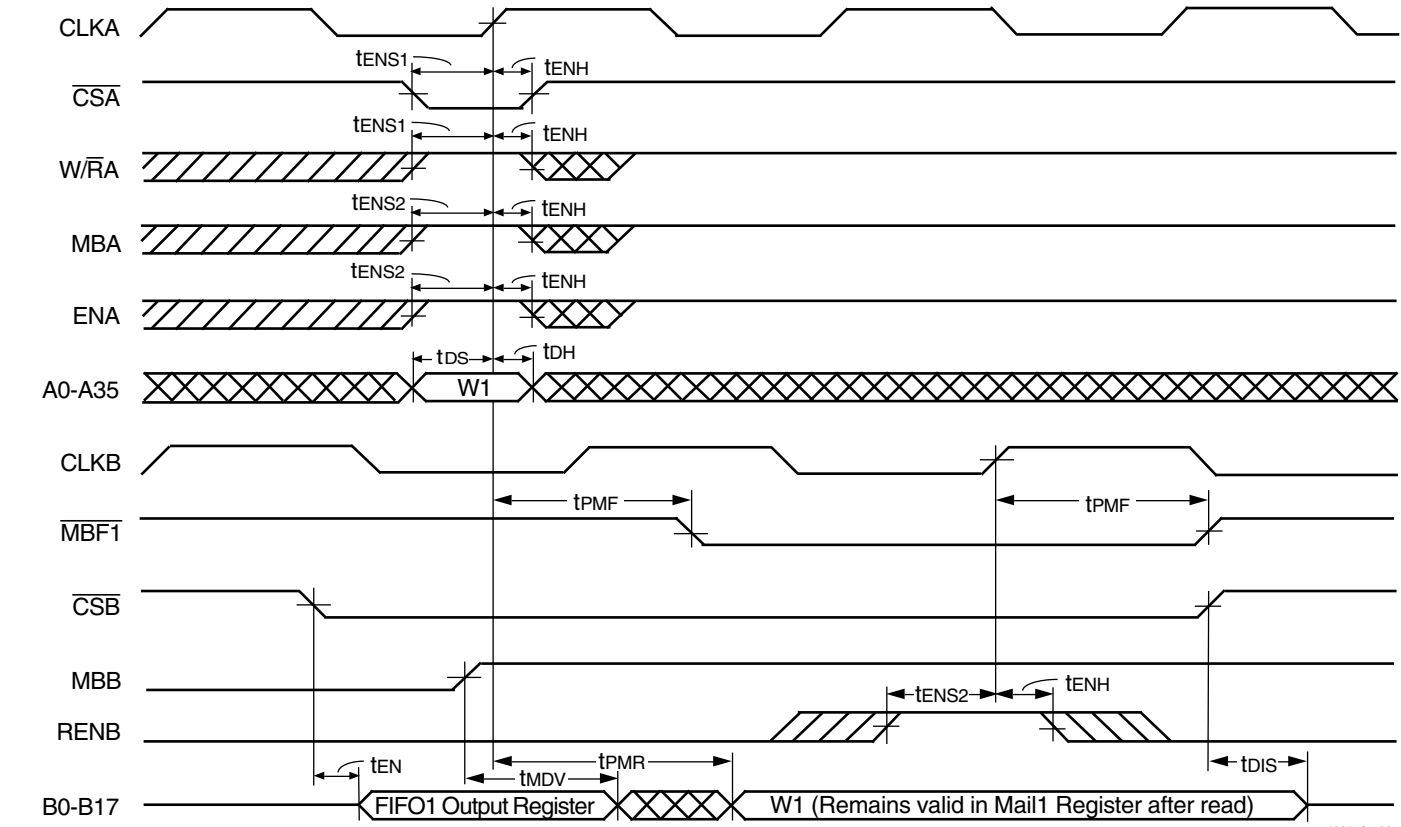 CLKA
tENS1 tENH
CSA
tENS1 tENH
W/RA
tENS2 tENH
MBA
tENS2 tENH
ENA
tDS tDH
A0-A35 W1
CLKB
tPMF tPMF
MBF1
CSB
MBB
tENS2 tENH
RENB
tEN tPMR tMDV tDIS
B0-B17 FIFO1 Output Register W1 (Remains valid in Mail1 Register after read)